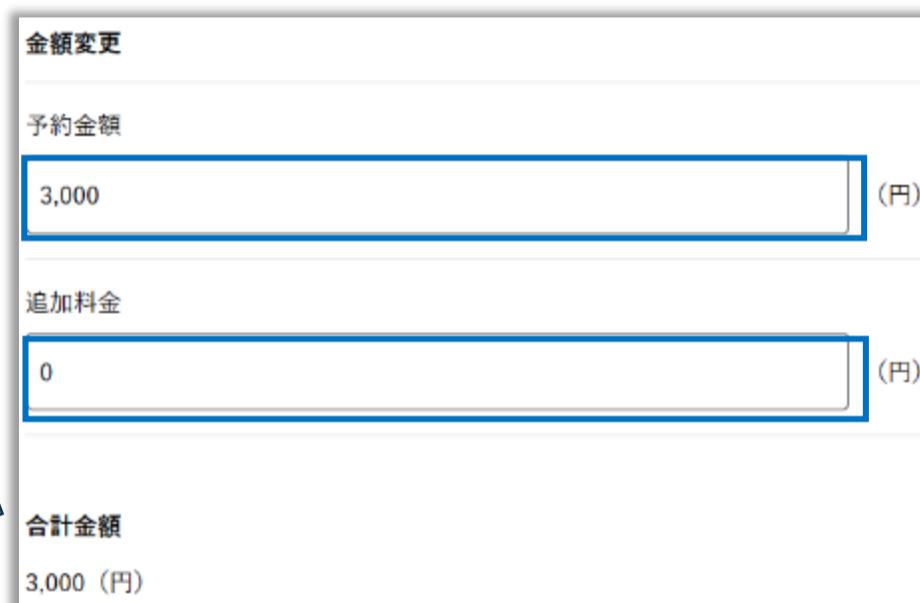 金額変更
予約金額
3,000 （円）
追加料金
0 （円）
合計金額
3,000（円）